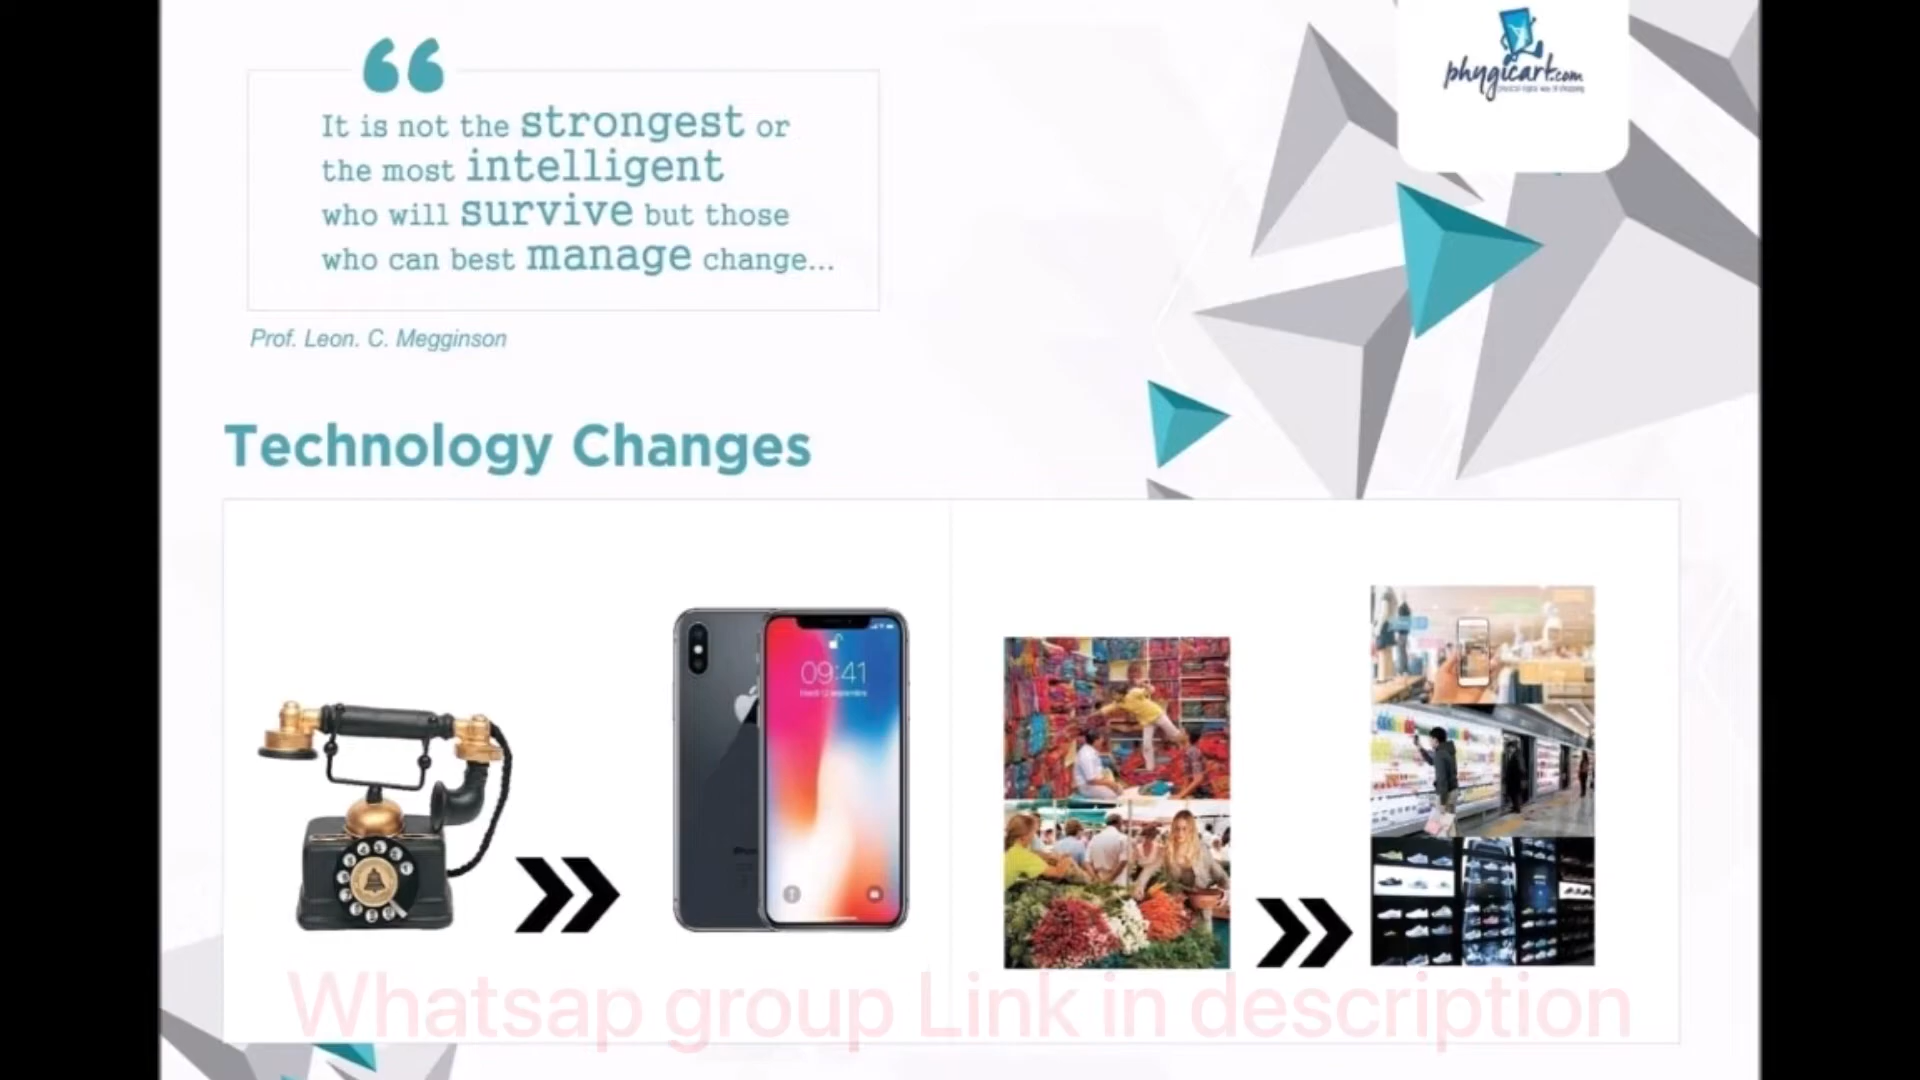 phygicart.com
It is not the strongest or
the most intelligent
who will survive but those
who can best manage change...
Prof. Leon. C. Megginson
Technology Changes
09:41
Whatsap group Link in description